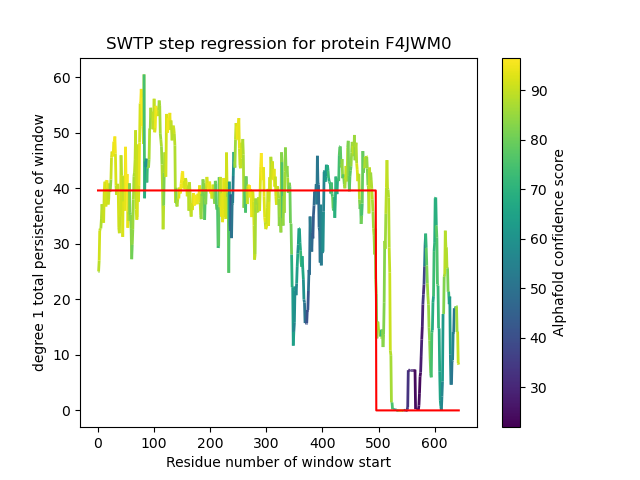 SWTP step regression for protein F4JWM0
degree 1 total persistence of window
60
50
40
30
20
10
0
0 100 200 300 400 500 600
Residue number of window start
90
80
70
60
50
40
30
Alphafold confidence score